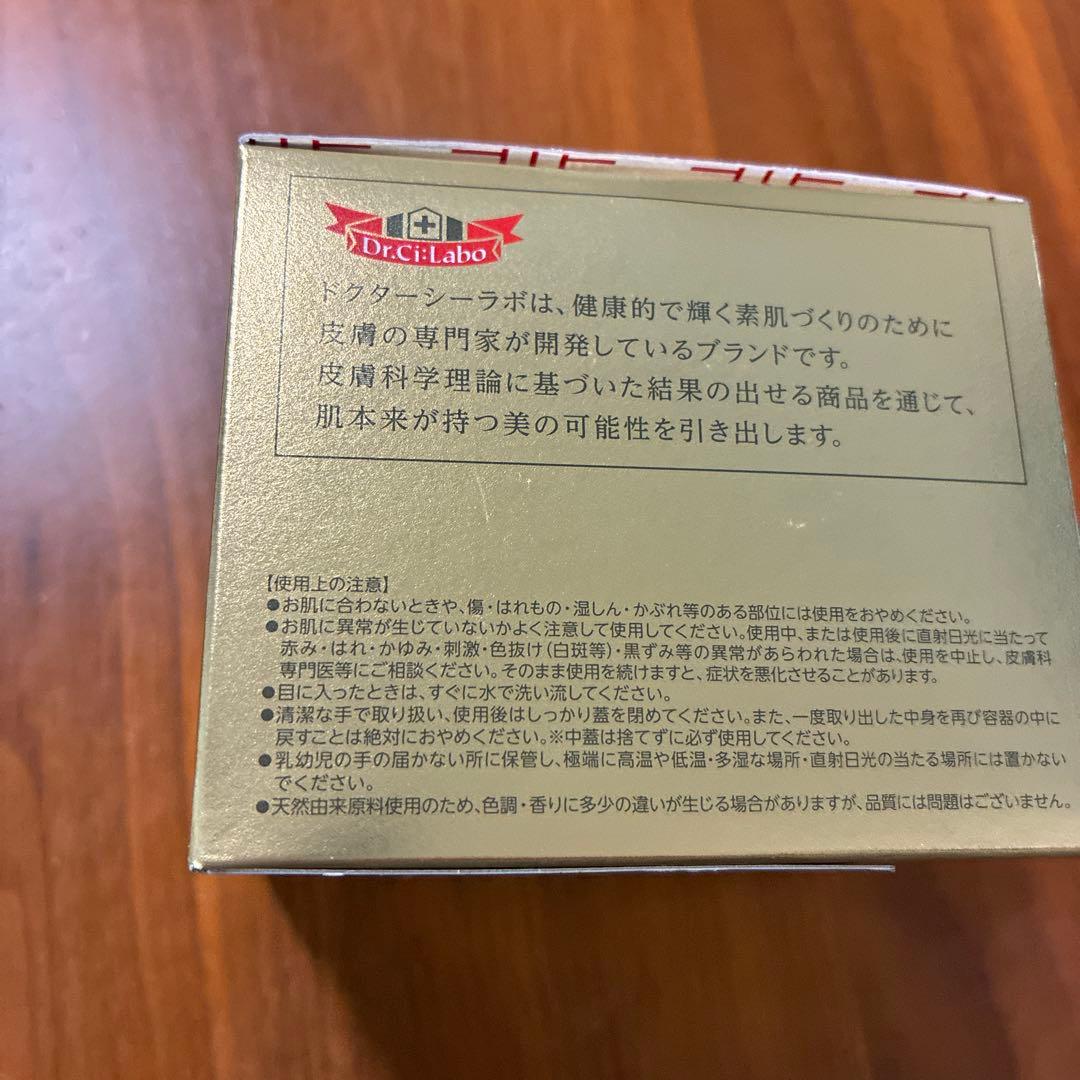 Dr.Ci:Labo
ドクターシーラボは、健康的で輝く素肌づくりのために
皮膚の専門家が開発しているブランドです。
皮膚科学理論に基づいた結果の出せる商品を通じて、
肌本来が持つ美の可能性を引き出します。
【使用上の注意】
●お肌に合わないときや、傷・はれもの・湿しん・かぶれ等のある部位には使用をおやめください。
●お肌に異常が生じていないかよく注意して使用してください。使用中、または使用後に直射日光に当たって
赤み・はれ・かゆみ・刺激・色抜け(白斑等)・黒ずみ等の異常があらわれた場合は、使用を中止し、皮膚科
専門医等にご相談ください。そのまま使用を続けますと、症状を悪化させることがあります。
●目に入ったときは、すぐに水で洗い流してください。
●清潔な手で取り扱い、使用後はしっかり蓋を閉めてください。また、一度取り出した中身を再び容器の中に
戻すことは絶対におやめください。※中蓋は捨てずに必ず使用してください。
●乳幼児の手の届かない所に保管し、極端に高温や低温・多湿な場所・直射日光の当たる場所には置かない
でください。
●天然由来原料使用のため、色調・香りに多少の違いが生じる場合がありますが、品質には問題はございません。